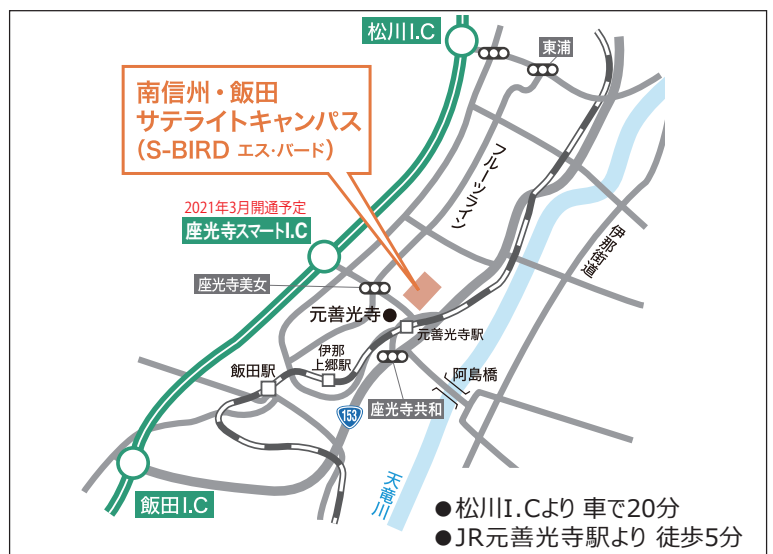 松川I.C
東浦
南信州・飯田
サテライトキャンパス
(S-BIRD エス・バード)
フルーツライン
2021年3月開通予定
座光寺スマートI.C
伊那街道
座光寺美女
元善光寺
元善光寺駅
伊那
上郷駅
飯田駅
阿島橋
座光寺共和
153
天竜川
飯田I.C
●松川I.Cより 車で20分
●JR元善光寺駅より 徒歩5分